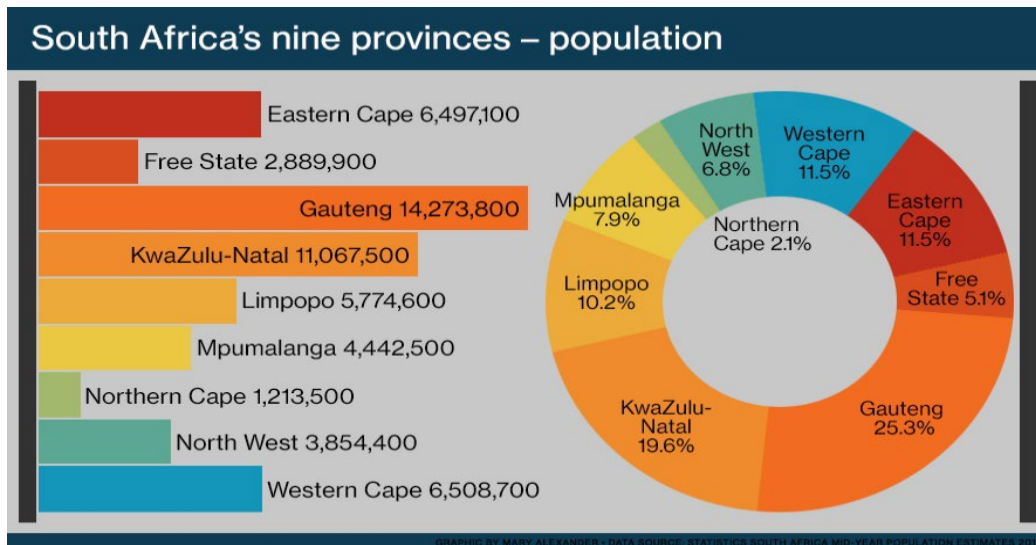 South Africa's nine provinces – population
Eastern Cape 6,497,100
Free State 2,889,900
Gauteng 14,273,800
KwaZulu-Natal 11,067,500
Limpopo 5,774,600
Mpumalanga 4,442,500
Northern Cape 1,213,500
North West 3,854,400
Western Cape 6,508,700
North
West
6.8%
Western
Cape
11.5%
Eastern
Cape
11.5%
Free
State 5.1%
Gauteng
25.3%
KwaZulu-
Natal
19.6%
Limpopo
10.2%
Mpumalanga
7.9%
Northern
Cape 2.1%
GRAPHIC BY MARY ALEXANDER • DATA SOURCE: STATISTICS SOUTH AFRICA MID-YEAR POPULATION ESTIMATES